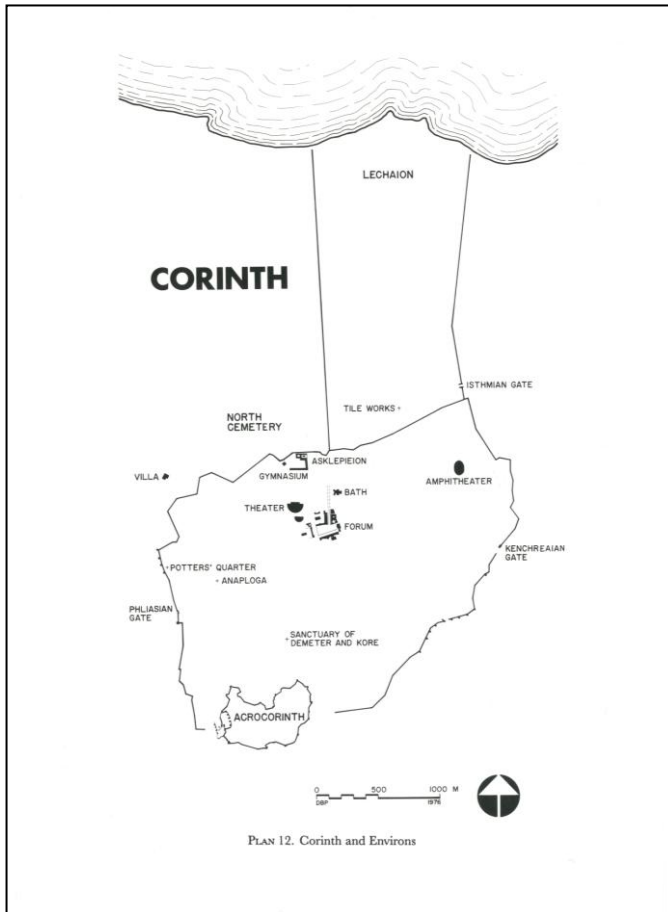 LECHAION
CORINTH
ISTHMIAN GATE
TILE WORKS
NORTH
CEMETERY
ASKLEPIEION
GYMNASIUM
VILLA
AMPHITHEATER
BATH
THEATER
FORUM
KENCHREAIAN
GATE
POTTERS' QUARTER
ANAPLOGA
PHLIASIAN
GATE
SANCTUARY OF
DEMETER AND KORE
ACROCORINTH
0 500 1000 M
DBP 1976
PLAN 12. Corinth and Environs